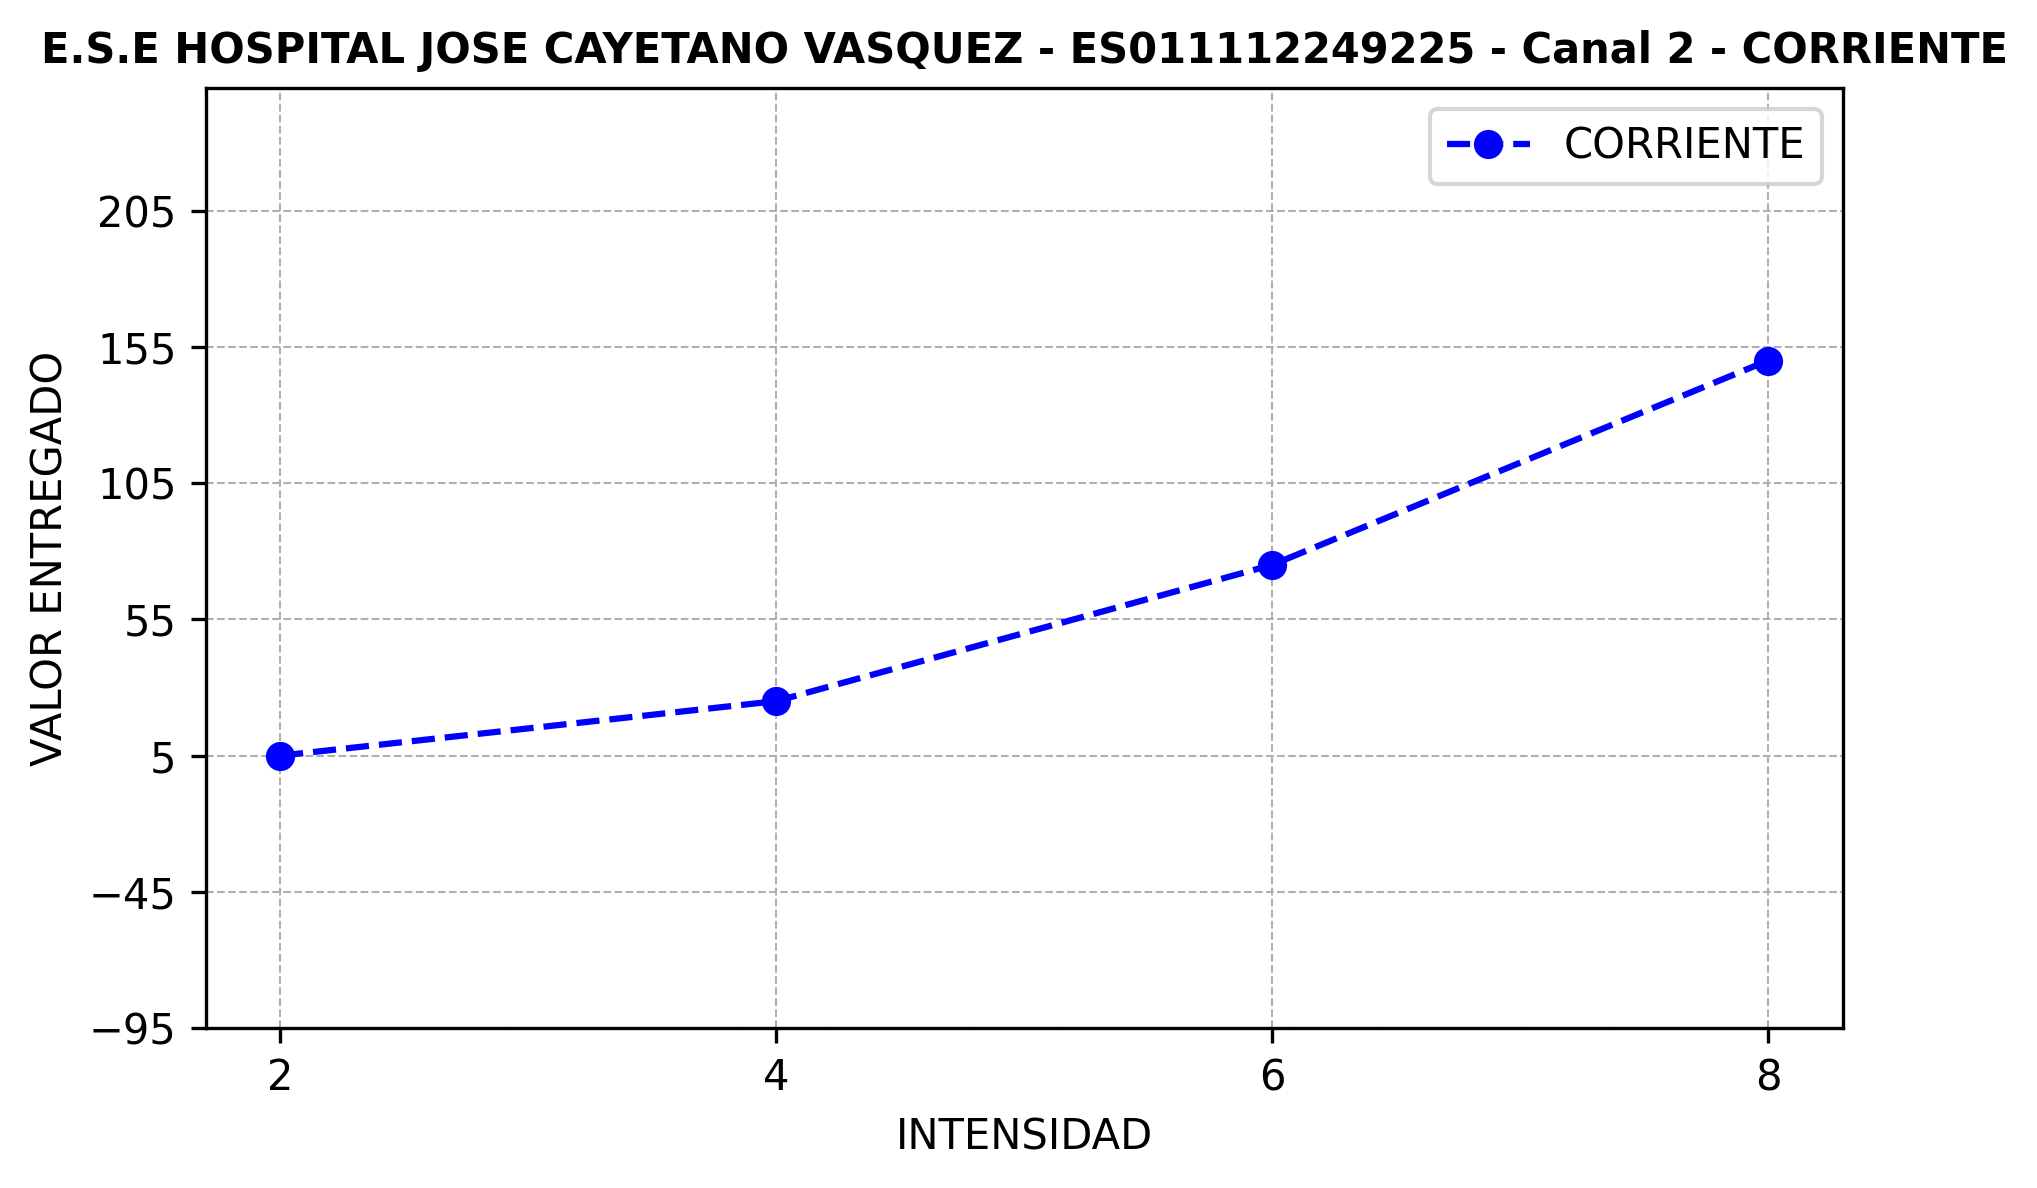 E.S.E HOSPITAL JOSE CAYETANO VASQUEZ - ES011112249225 - Canal 2 - CORRIENTE
CORRIENTE
205
155
105
55
5
−45
−95
VALOR ENTREGADO
2 4 6 8
INTENSIDAD